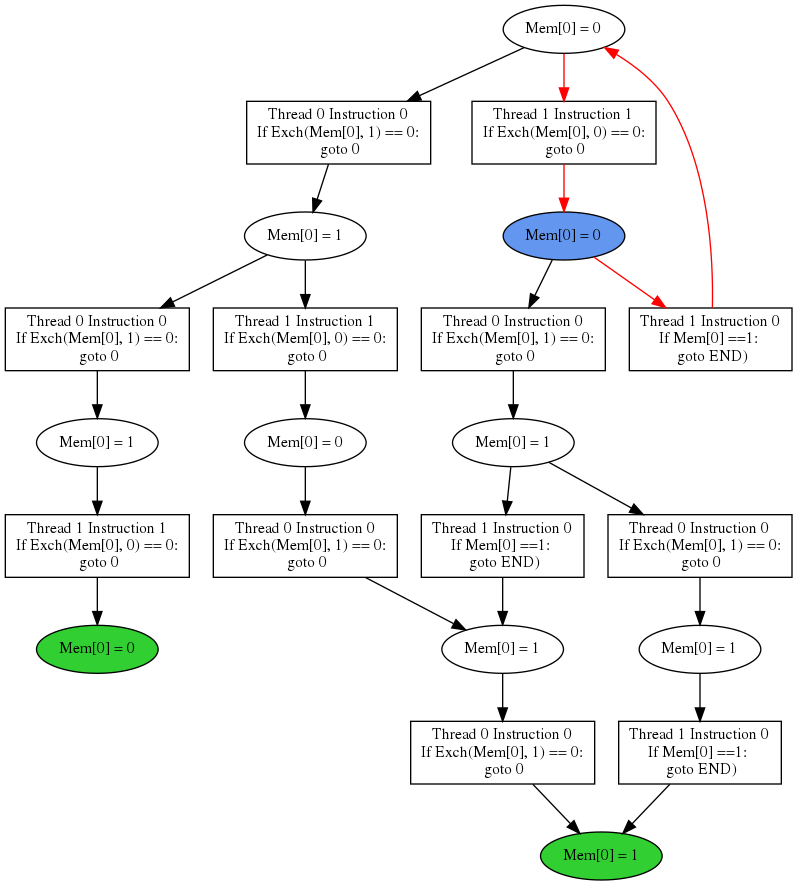 Mem[0] = 0
Thread 0 Instruction 0
If Exch(Mem[0], 1) == 0:
goto 0
Thread 1 Instruction 1
If Exch(Mem[0], 0) == 0:
goto 0
Mem[0] = 1
Mem[0] = 0
Thread 0 Instruction 0
If Exch(Mem[0], 1) == 0:
goto 0
Thread 1 Instruction 1
If Exch(Mem[0], 0) == 0:
goto 0
Thread 0 Instruction 0
If Exch(Mem[0], 1) == 0:
goto 0
Thread 1 Instruction 0
If Mem[0] ==1:
goto END)
Mem[0] = 1
Mem[0] = 0
Mem[0] = 1
Thread 1 Instruction 1
If Exch(Mem[0], 0) == 0:
goto 0
Thread 0 Instruction 0
If Exch(Mem[0], 1) == 0:
goto 0
Thread 1 Instruction 0
If Mem[0] ==1:
goto END)
Thread 0 Instruction 0
If Exch(Mem[0], 1) == 0:
goto 0
Mem[0] = 0
Mem[0] = 1
Mem[0] = 1
Thread 0 Instruction 0
If Exch(Mem[0], 1) == 0:
goto 0
Thread 1 Instruction 0
If Mem[0] ==1:
goto END)
Mem[0] = 1